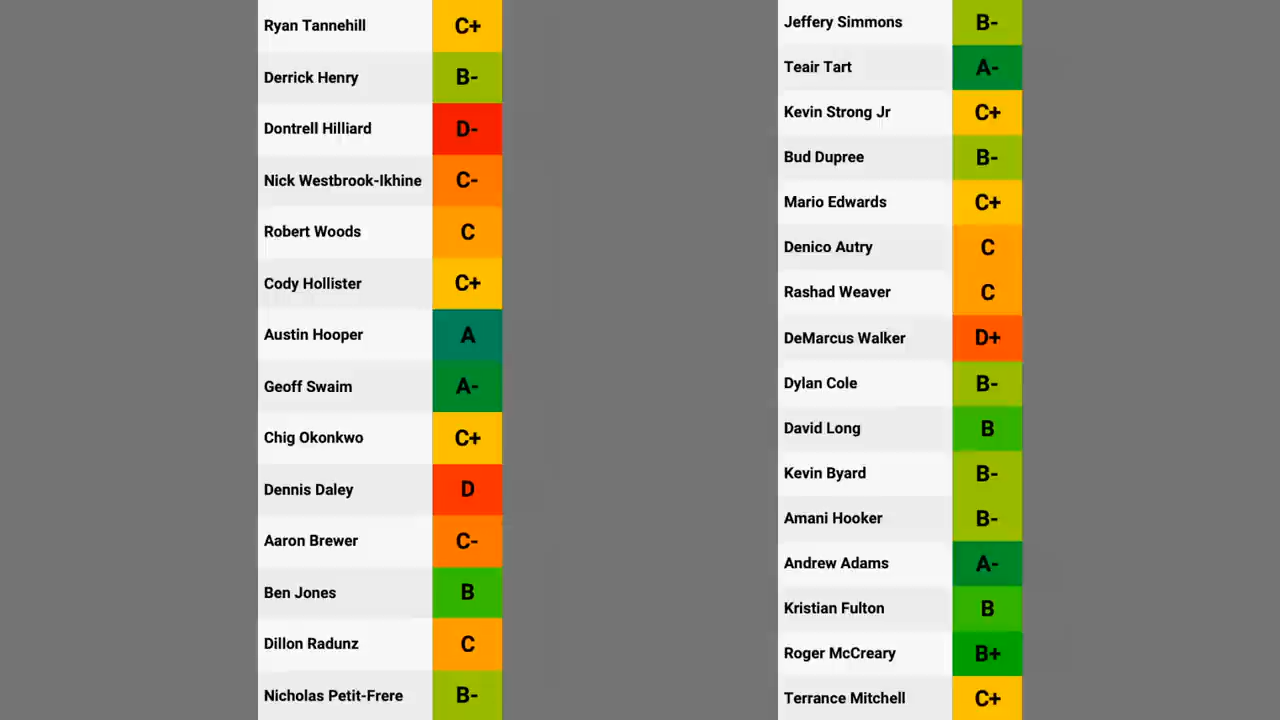 Ryan Tannehill C+
Derrick Henry B-
Dontrell Hilliard D-
Nick Westbrook-Ikhine C-
Robert Woods C
Cody Hollister C+
Austin Hooper A
Geoff Swaim A-
Chig Okonkwo C+
Dennis Daley D
Aaron Brewer C-
Ben Jones B
Dillon Radunz C
Nicholas Petit-Frere B-
Jeffery Simmons B-
Teair Tart A-
Kevin Strong Jr C+
Bud Dupree B-
Mario Edwards C+
Denico Autry C
Rashad Weaver C
DeMarcus Walker D+
Dylan Cole B-
David Long B
Kevin Byard B-
Amani Hooker B-
Andrew Adams A-
Kristian Fulton B
Roger McCreary B+
Terrance Mitchell C+